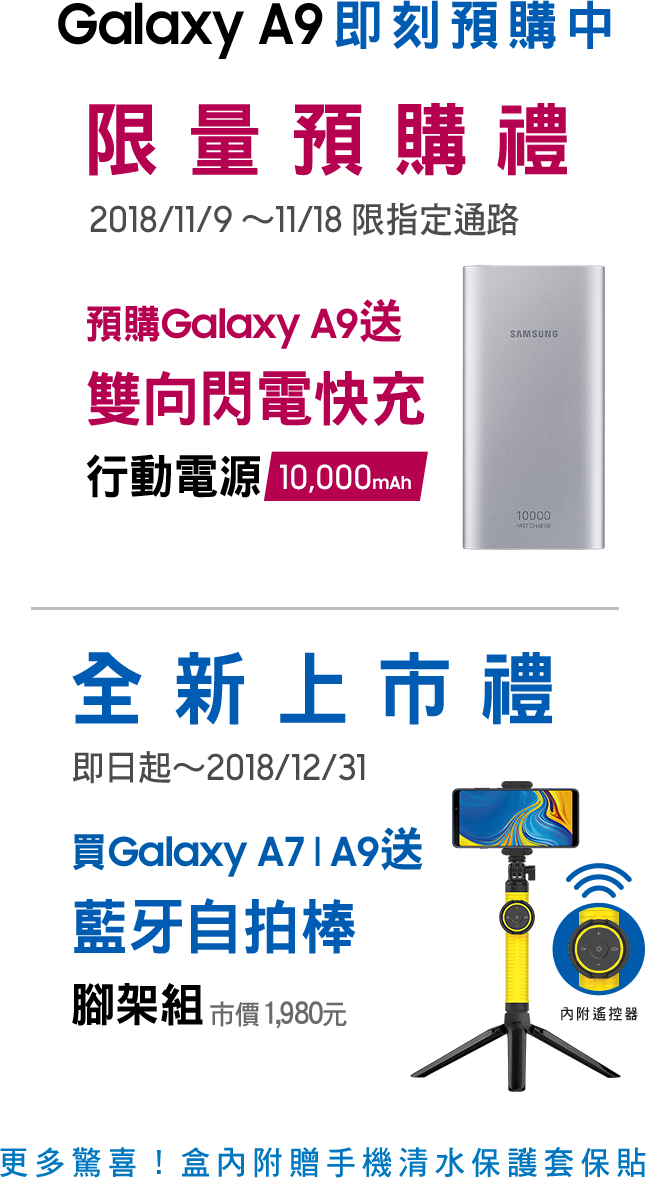 Galaxy A9即刻預購中
限量預購禮
2018/11/9 ～11/18 限指定通路
預購Galaxy A9送
雙向閃電快充
行動電源 10,000mAh
SAMSUNG
10000
FAST CHARGE
全新上市禮
即日起～2018/12/31
買Galaxy A7 | A9送
藍牙自拍棒
腳架組 市價 1,980元
內附遙控器
更多驚喜！盒內附贈手機清水保護套保貼